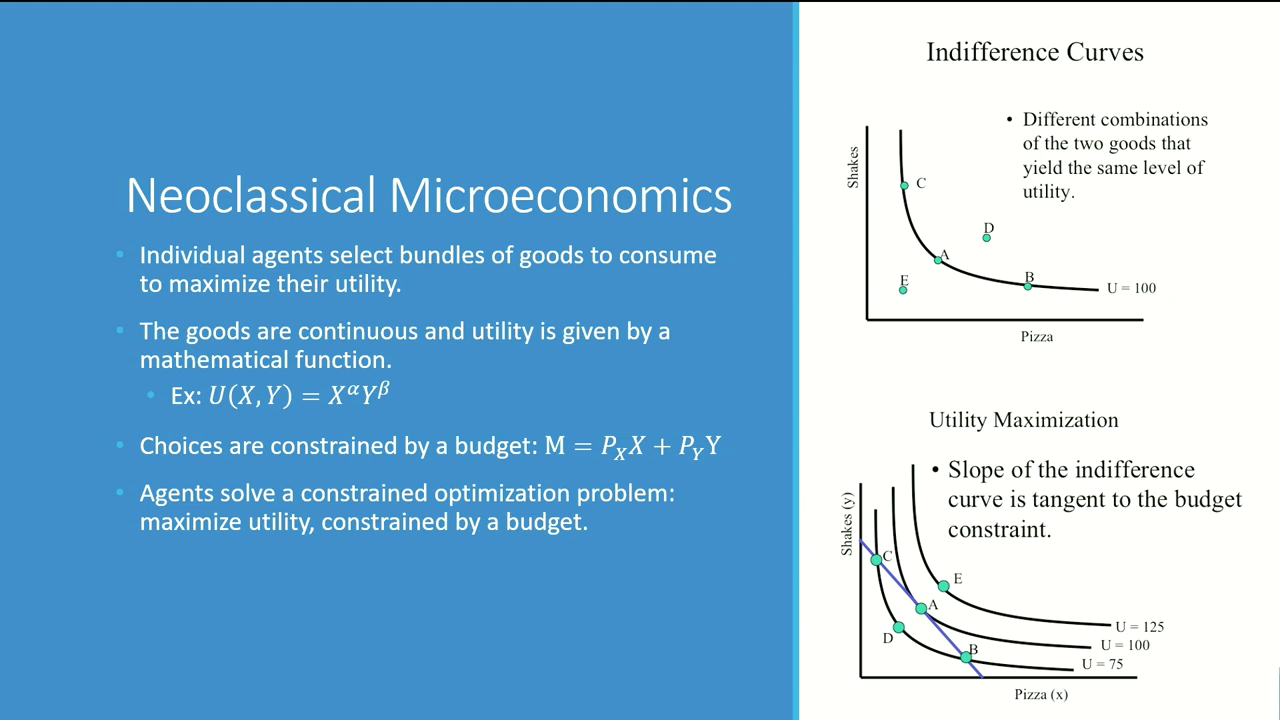 Neoclassical Microeconomics
• Individual agents select bundles of goods to consume
to maximize their utility.
• The goods are continuous and utility is given by a
mathematical function.
• Ex: U(X, Y) = X^α Y^β
• Choices are constrained by a budget: M = P_X X + P_Y Y
• Agents solve a constrained optimization problem:
maximize utility, constrained by a budget.
Indifference Curves
• Different combinations
of the two goods that
yield the same level of
utility.
Shakes
C
D
A
E
B
U = 100
Pizza
Utility Maximization
• Slope of the indifference
curve is tangent to the budget
constraint.
Shakes (y)
C
E
A
D
B
U = 125
U = 100
U = 75
Pizza (x)